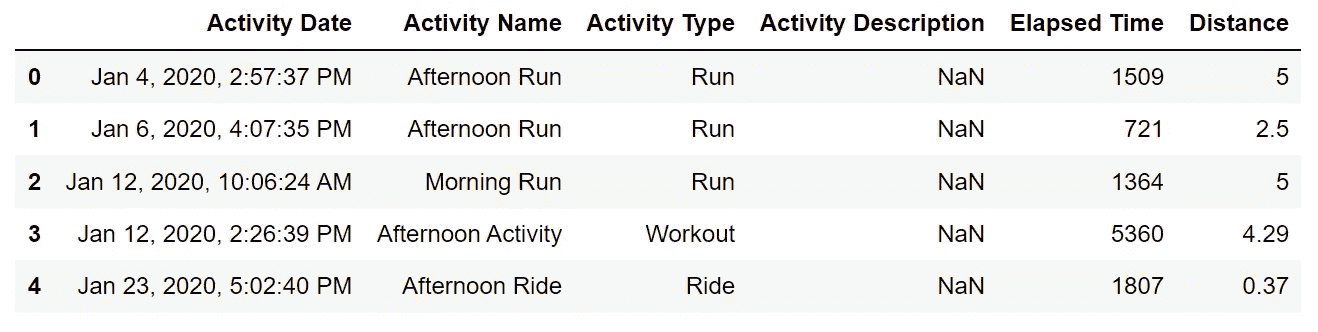 Activity Date Activity Name Activity Type Activity Description Elapsed Time Distance
0 Jan 4, 2020, 2:57:37 PM Afternoon Run Run NaN 1509 5
1 Jan 6, 2020, 4:07:35 PM Afternoon Run Run NaN 721 2.5
2 Jan 12, 2020, 10:06:24 AM Morning Run Run NaN 1364 5
3 Jan 12, 2020, 2:26:39 PM Afternoon Activity Workout NaN 5360 4.29
4 Jan 23, 2020, 5:02:40 PM Afternoon Ride Ride NaN 1807 0.37